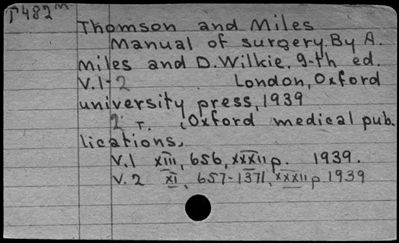 T482m
Thomson and Miles
Manual of surgery. By A.
Miles and D. Wilkie. 9-th ed.
V.1-2 London, Oxford
university press, 1939
2 T. (Oxford medical pub
lications.
V.1 XIII, 656, XXXII p. 1939.
V.2 XI, 657-1371, XXXII p 1939